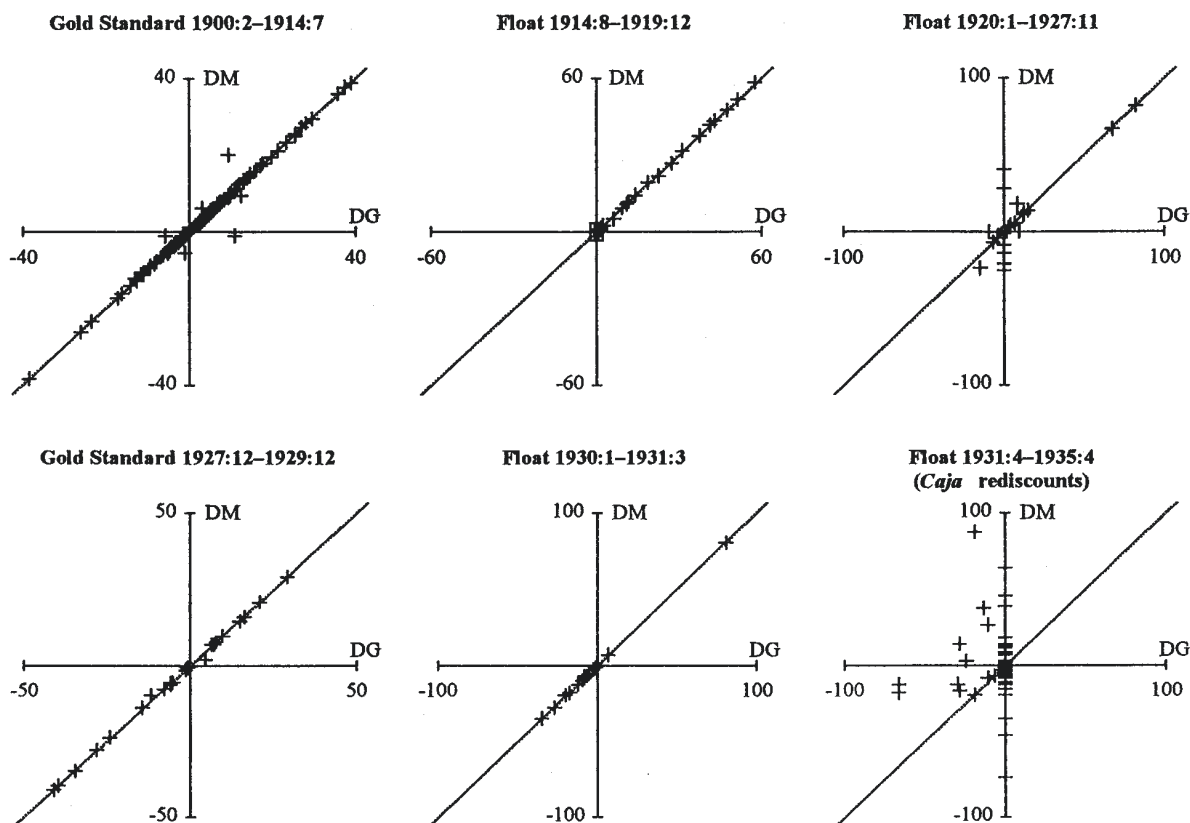 Gold Standard 1900:2–1914:7
40 DM
DG
-40 40
-40
Float 1914:8–1919:12
60 DM
DG
-60 60
-60
Float 1920:1–1927:11
100 DM
DG
-100 100
-100
Gold Standard 1927:12–1929:12
50 DM
DG
-50 50
-50
Float 1930:1–1931:3
100 DM
DG
-100 100
-100
Float 1931:4–1935:4
(Caja rediscounts)
100 DM
DG
-100 100
-100